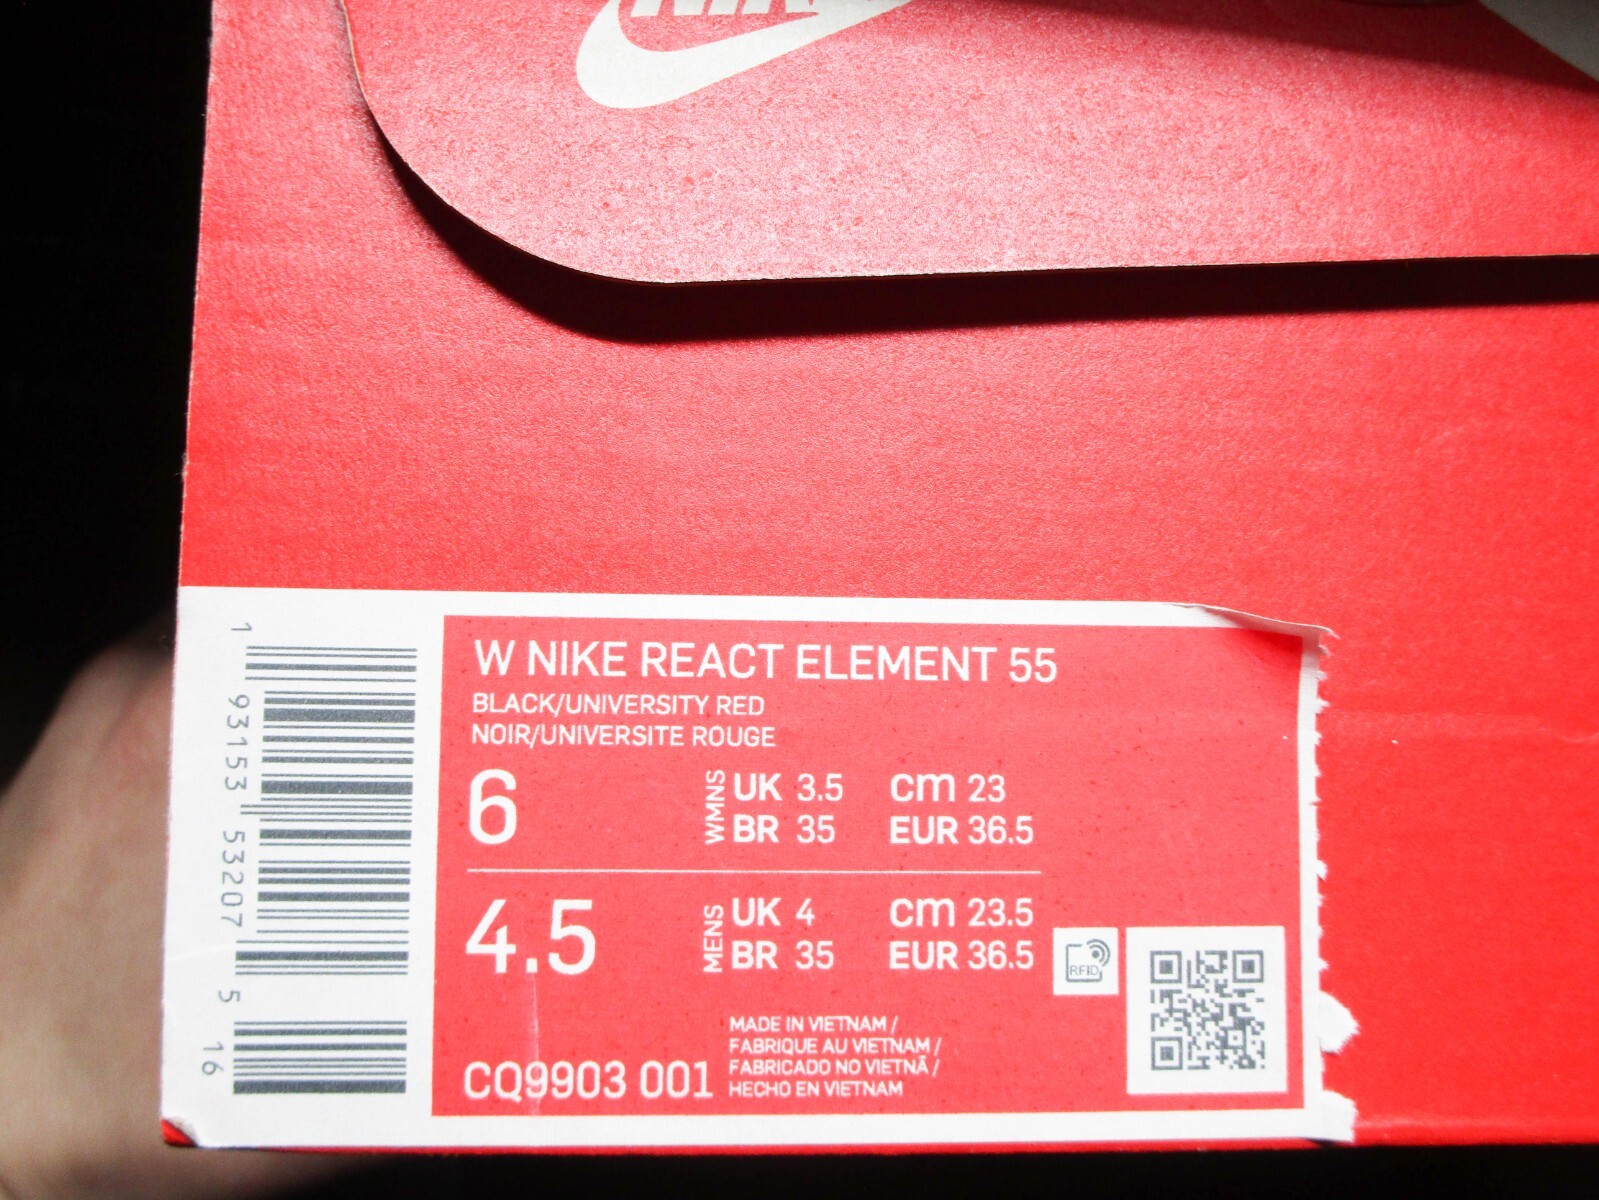 NIKE
W NIKE REACT ELEMENT 55
BLACK/UNIVERSITY RED
NOIR/UNIVERSITE ROUGE
6 WMNS UK 3.5 cm 23
BR 35 EUR 36.5
4.5 MENS UK 4 cm 23.5
BR 35 EUR 36.5
RFID
MADE IN VIETNAM /
FABRIQUE AU VIETNAM /
FABRICADO NO VIETNÃ /
HECHO EN VIETNAM
CQ9903 001
1 93153 53207 5 16